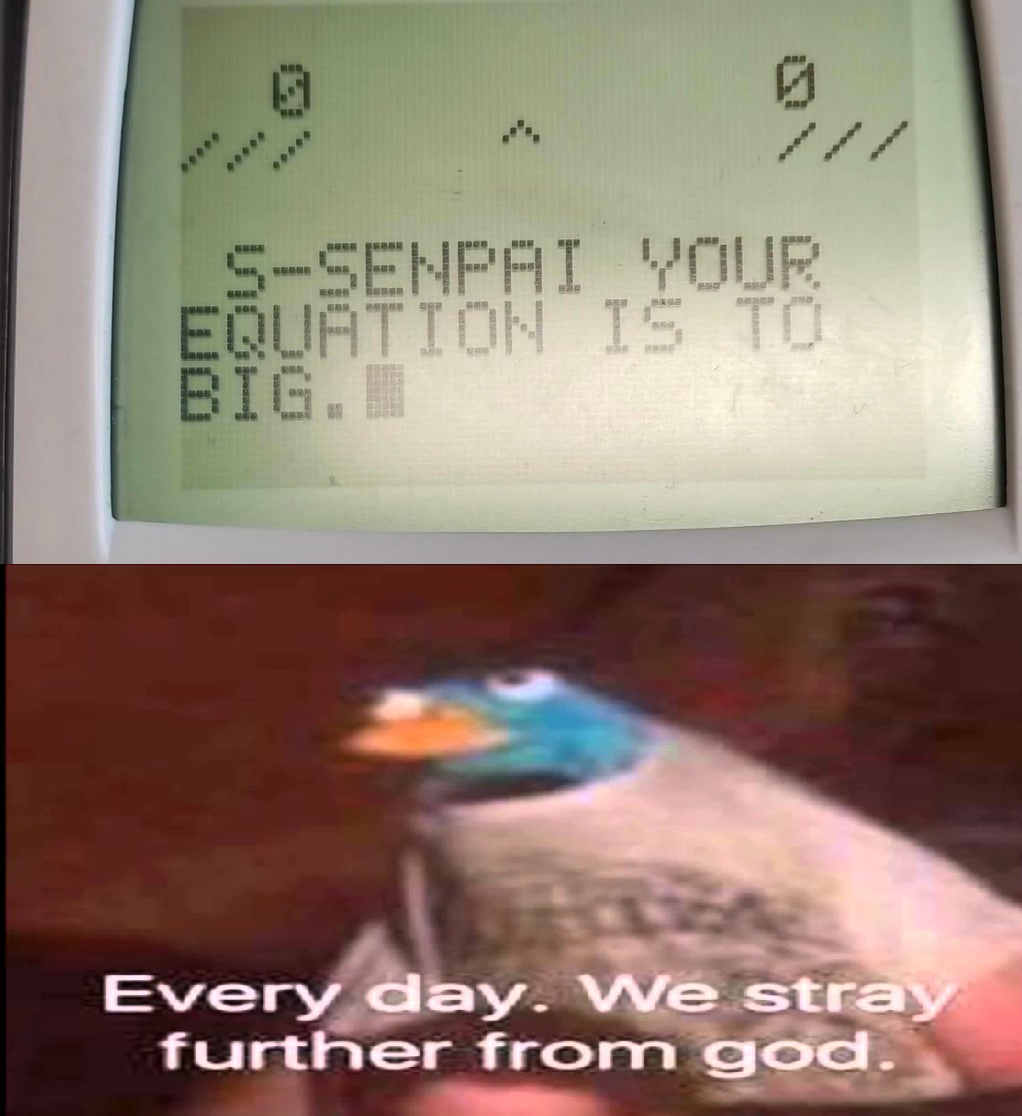 0 0
/// ^ ///
S-SENPAI YOUR
EQUATION IS TO
BIG.
Every day. We stray
further from god.